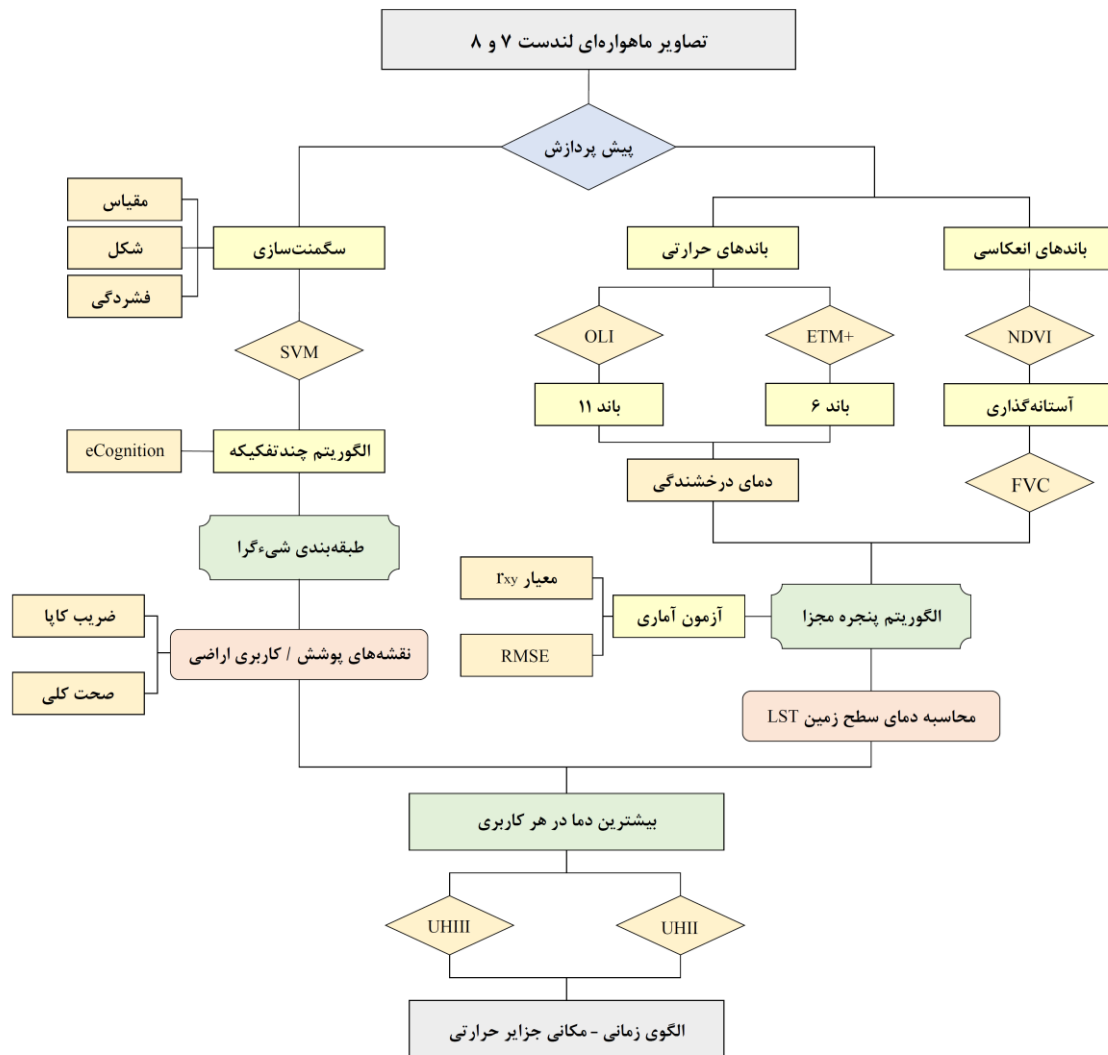 تصاویر ماهواره‌ای لندست ۷ و ۸
پیش پردازش
باندهای انعکاسی
باندهای حرارتی
سگمنت‌سازی
مقیاس
شکل
فشردگی
NDVI
ETM+
OLI
SVM
آستانه‌گذاری
باند ۶
باند ۱۱
الگوریتم چندتفکیکه
eCognition
FVC
دمای درخشندگی
طبقه‌بندی شیءگرا
الگوریتم پنجره مجزا
آزمون آماری
معیار rxy
RMSE
نقشه‌های پوشش / کاربری اراضی
ضریب کاپا
صحت کلی
محاسبه دمای سطح زمین LST
بیشترین دما در هر کاربری
UHII
UHIII
الگوی زمانی - مکانی جزایر حرارتی